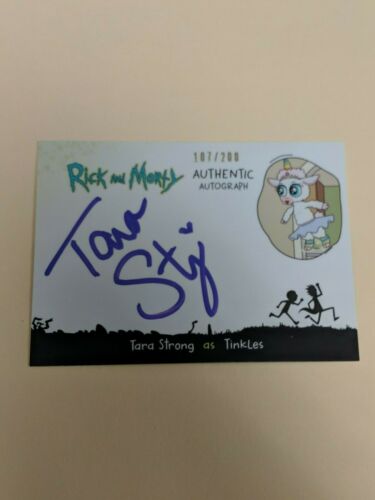 107/200
Rick and Morty
AUTHENTIC
AUTOGRAPH
Tara
Strong as Tinkles